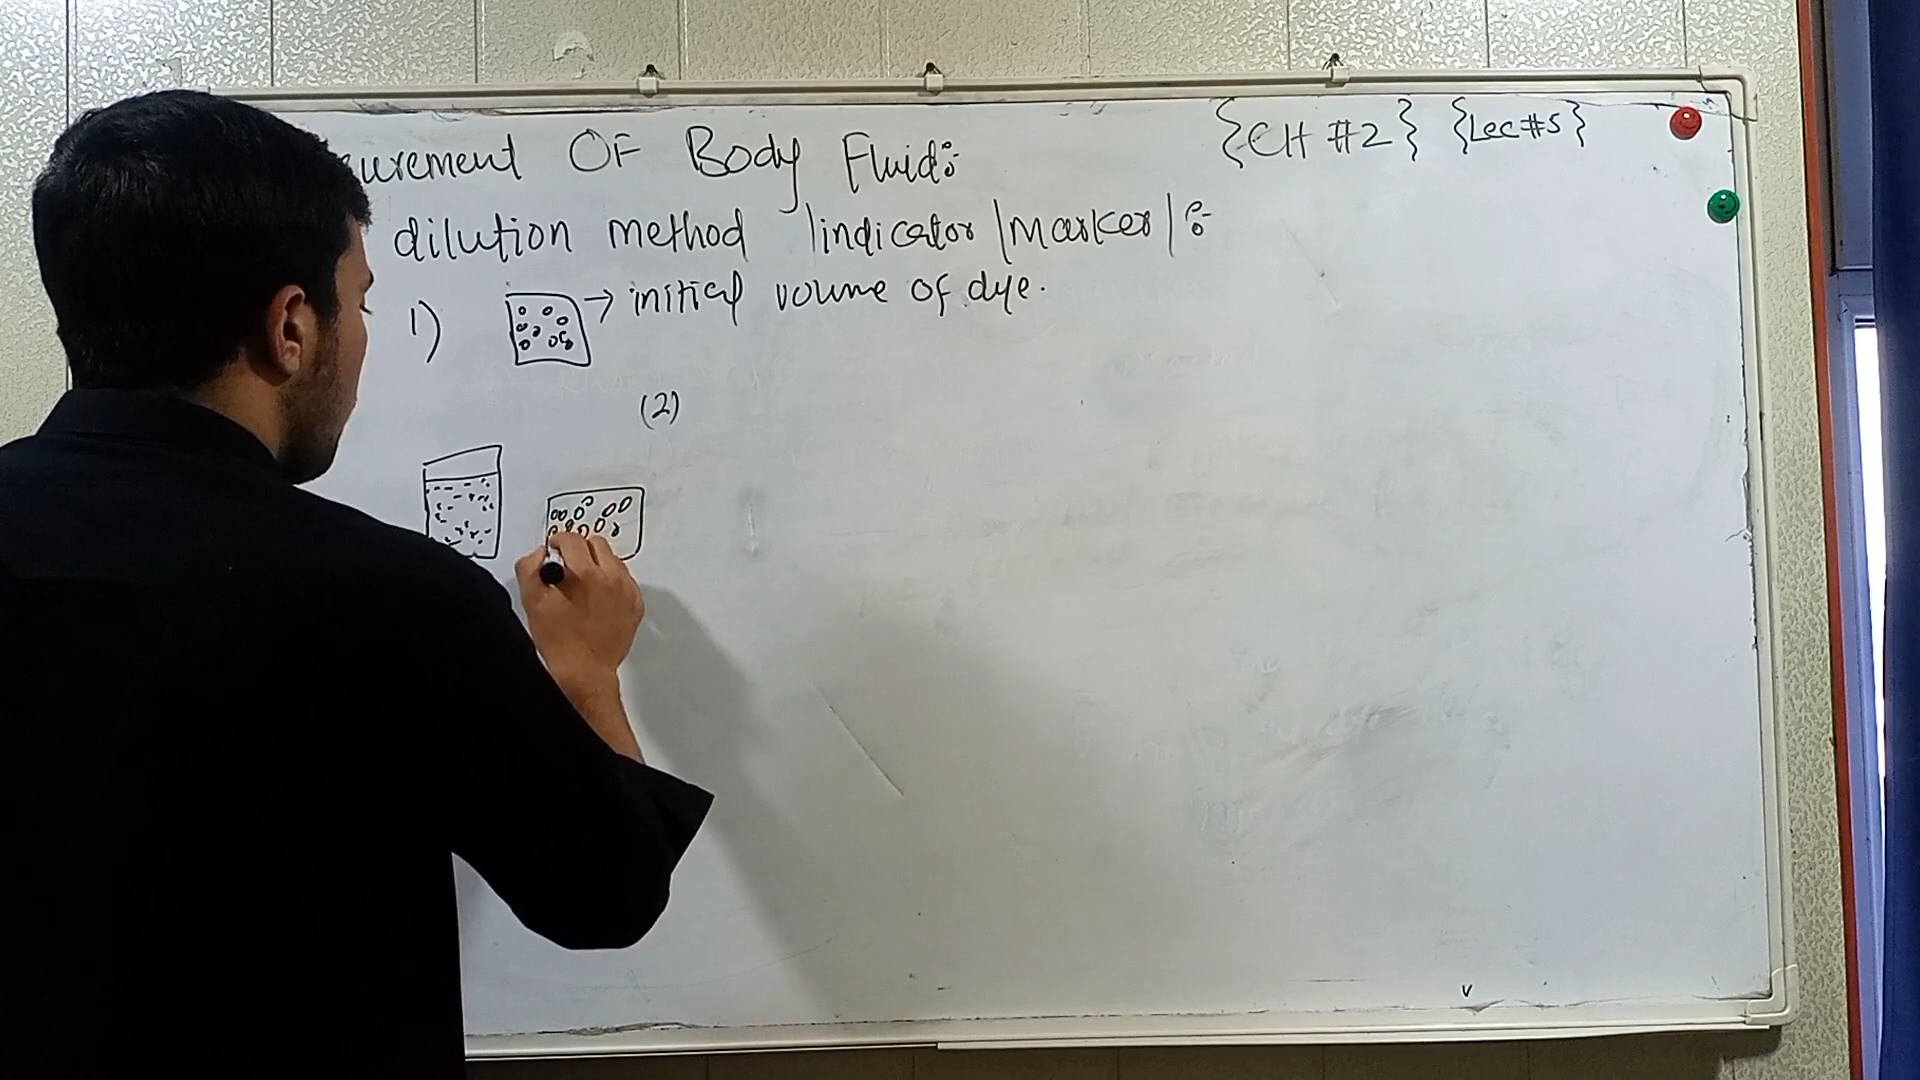 urement OF Body Fluid:-
{CH #2} {Lec#5}
dilution method |indicator|marker|:-
1) → initial volume of dye.
(2)